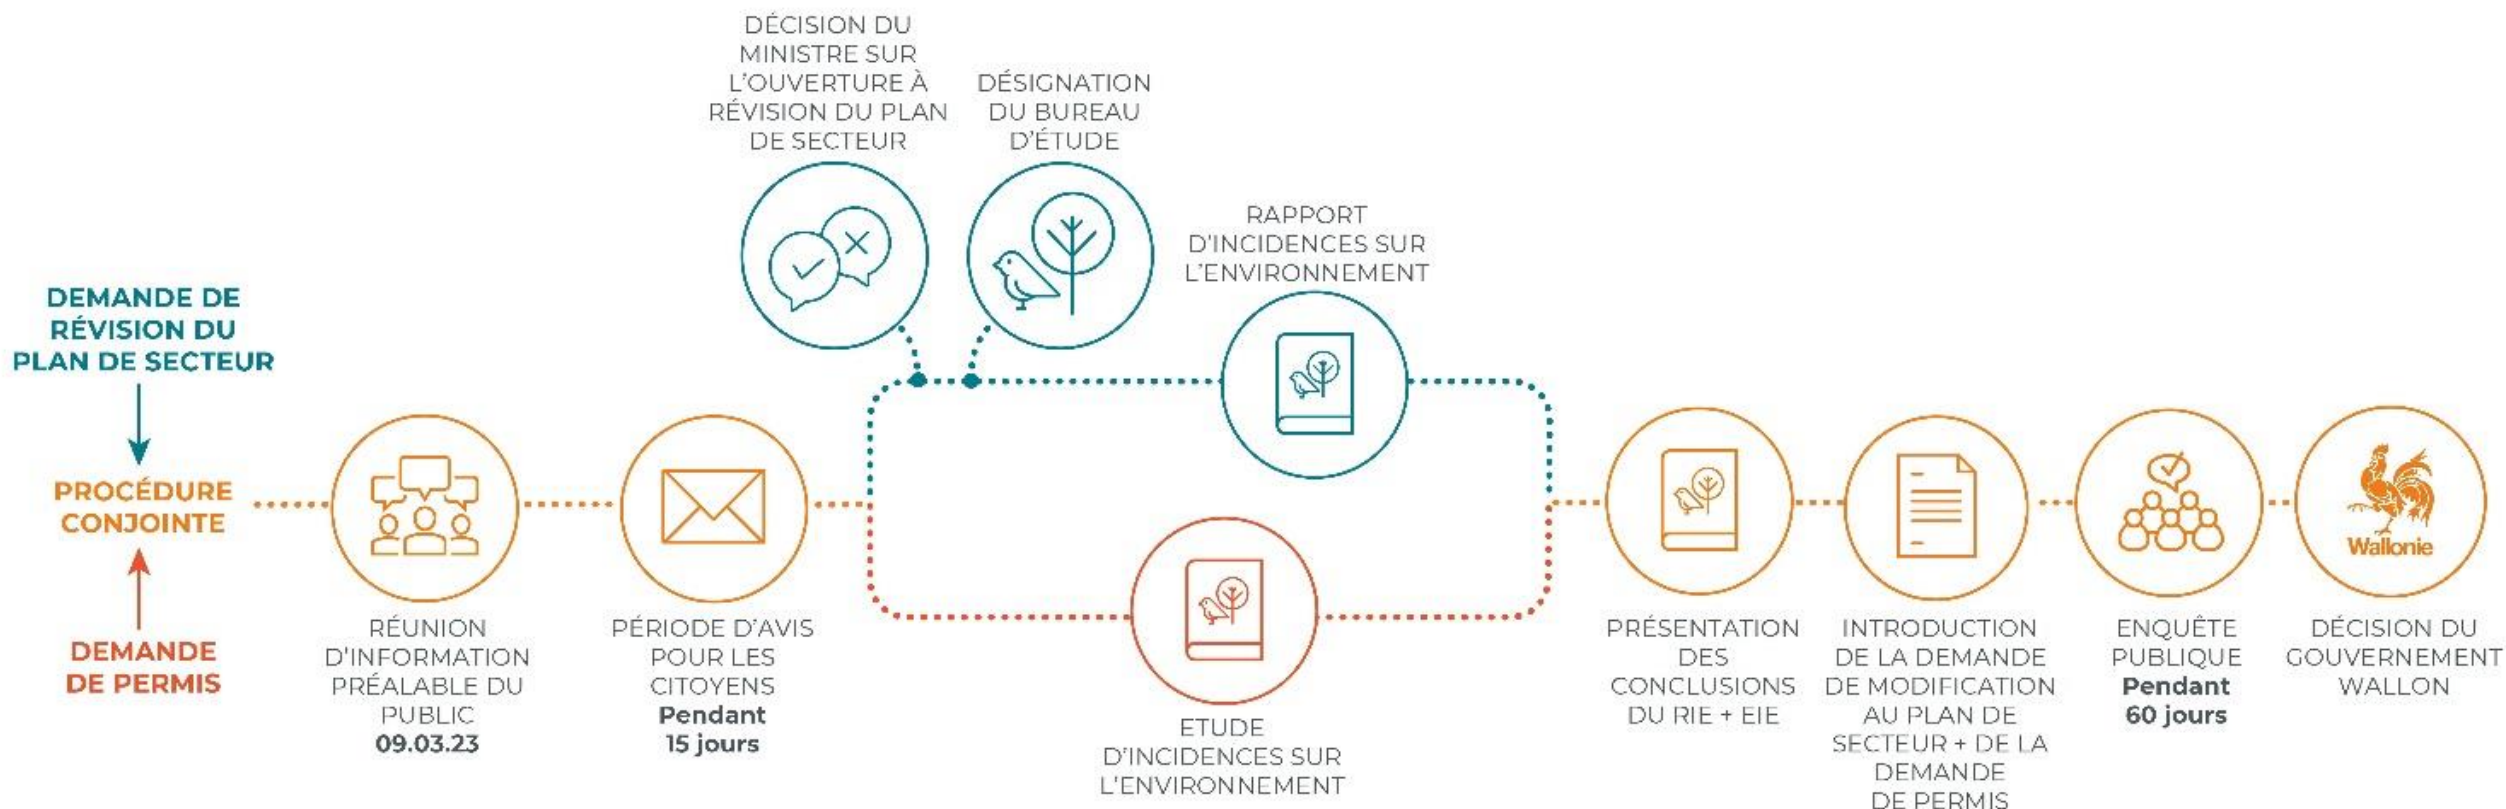 DÉCISION DU
MINISTRE SUR
L'OUVERTURE À
RÉVISION DU PLAN
DE SECTEUR
DÉSIGNATION
DU BUREAU
D'ÉTUDE
RAPPORT
D'INCIDENCES SUR
L'ENVIRONNEMENT
DEMANDE DE
RÉVISION DU
PLAN DE SECTEUR
PROCÉDURE
CONJOINTE
DEMANDE
DE PERMIS
RÉUNION
D'INFORMATION
PRÉALABLE DU
PUBLIC
09.03.23
PÉRIODE D'AVIS
POUR LES
CITOYENS
Pendant
15 jours
ETUDE
D'INCIDENCES SUR
L'ENVIRONNEMENT
PRÉSENTATION
DES
CONCLUSIONS
DU RIE + EIE
INTRODUCTION
DE LA DEMANDE
DE MODIFICATION
AU PLAN DE
SECTEUR + DE LA
DEMANDE
DE PERMIS
ENQUÊTE
PUBLIQUE
Pendant
60 jours
Wallonie
DÉCISION DU
GOUVERNEMENT
WALLON